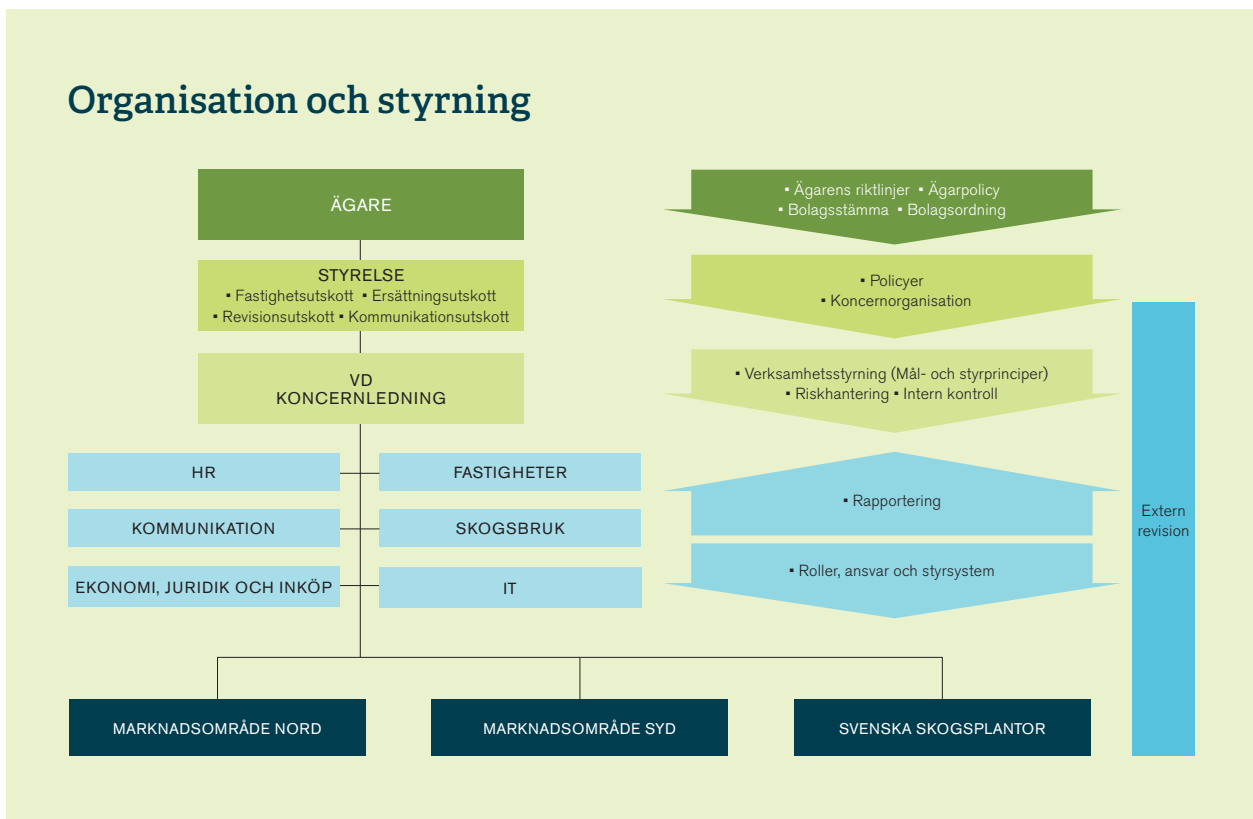 Organisation och styrning
ÄGARE
▪ Ägarens riktlinjer ▪ Ägarpolicy
▪ Bolagsstämma ▪ Bolagsordning
STYRELSE
▪ Fastighetsutskott ▪ Ersättningsutskott
▪ Revisionsutskott ▪ Kommunikationsutskott
▪ Policyer
▪ Koncernorganisation
VD
KONCERNLEDNING
▪ Verksamhetsstyrning (Mål- och styrprinciper)
▪ Riskhantering ▪ Intern kontroll
HR
FASTIGHETER
KOMMUNIKATION
SKOGSBRUK
EKONOMI, JURIDIK OCH INKÖP
IT
▪ Rapportering
▪ Roller, ansvar och styrsystem
Extern
revision
MARKNADSOMRÅDE NORD
MARKNADSOMRÅDE SYD
SVENSKA SKOGSPLANTOR